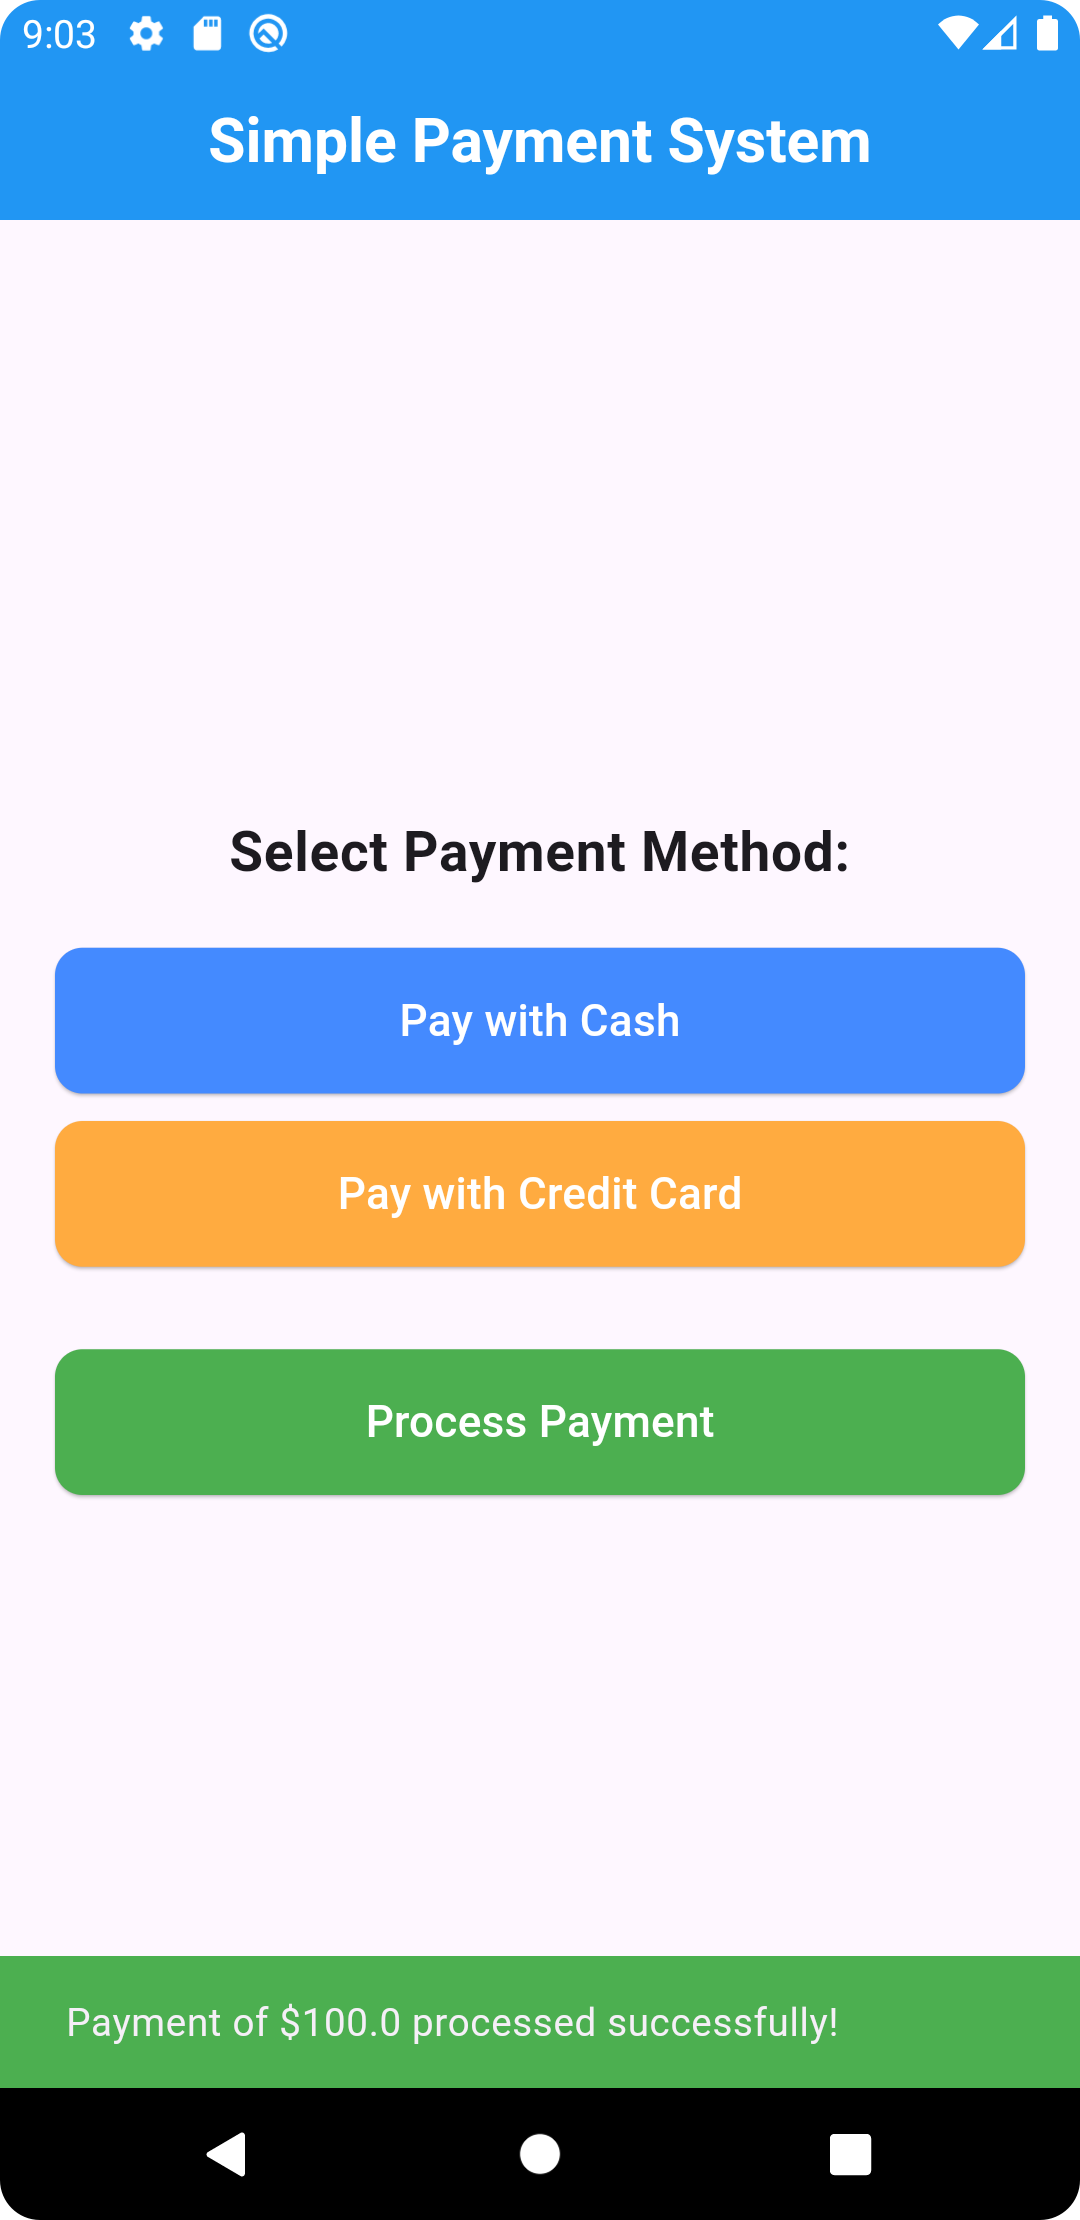 9:03
Simple Payment System
Select Payment Method:
Pay with Cash
Pay with Credit Card
Process Payment
Payment of $100.0 processed successfully!